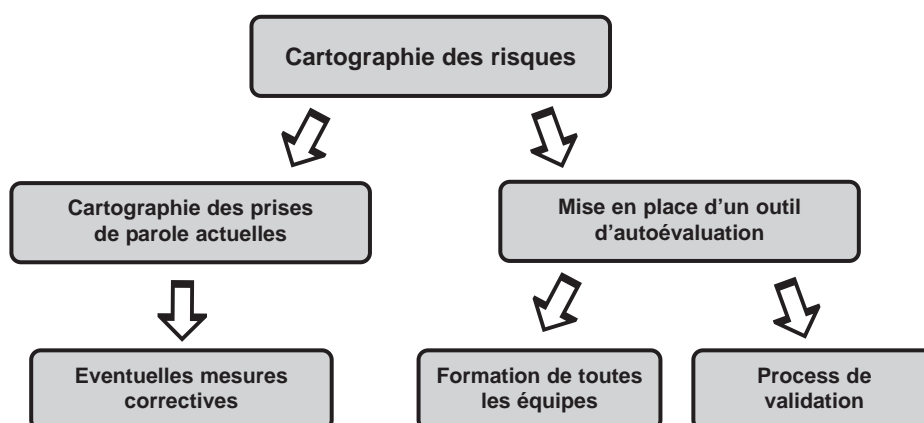 Cartographie des risques
Cartographie des prises
de parole actuelles
Mise en place d’un outil
d’autoévaluation
Eventuelles mesures
correctives
Formation de toutes
les équipes
Process de
validation